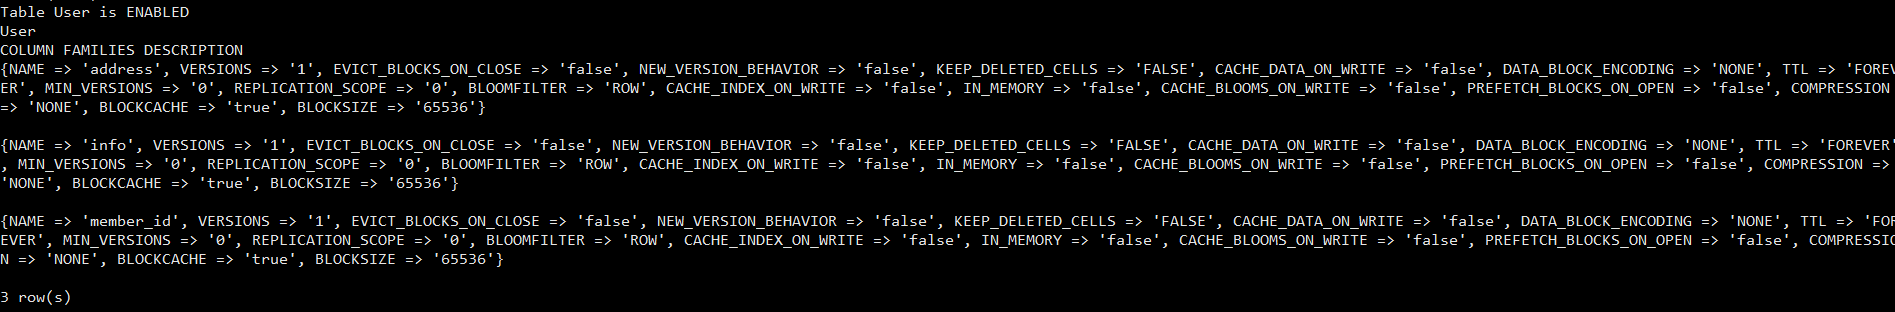 Table User is ENABLED
User
COLUMN FAMILIES DESCRIPTION
{NAME => 'address', VERSIONS => '1', EVICT_BLOCKS_ON_CLOSE => 'false', NEW_VERSION_BEHAVIOR => 'false', KEEP_DELETED_CELLS => 'FALSE', CACHE_DATA_ON_WRITE => 'false', DATA_BLOCK_ENCODING => 'NONE', TTL => 'FOREV
ER', MIN_VERSIONS => '0', REPLICATION_SCOPE => '0', BLOOMFILTER => 'ROW', CACHE_INDEX_ON_WRITE => 'false', IN_MEMORY => 'false', CACHE_BLOOMS_ON_WRITE => 'false', PREFETCH_BLOCKS_ON_OPEN => 'false', COMPRESSION
=> 'NONE', BLOCKCACHE => 'true', BLOCKSIZE => '65536'}
{NAME => 'info', VERSIONS => '1', EVICT_BLOCKS_ON_CLOSE => 'false', NEW_VERSION_BEHAVIOR => 'false', KEEP_DELETED_CELLS => 'FALSE', CACHE_DATA_ON_WRITE => 'false', DATA_BLOCK_ENCODING => 'NONE', TTL => 'FOREVER'
, MIN_VERSIONS => '0', REPLICATION_SCOPE => '0', BLOOMFILTER => 'ROW', CACHE_INDEX_ON_WRITE => 'false', IN_MEMORY => 'false', CACHE_BLOOMS_ON_WRITE => 'false', PREFETCH_BLOCKS_ON_OPEN => 'false', COMPRESSION =>
'NONE', BLOCKCACHE => 'true', BLOCKSIZE => '65536'}
{NAME => 'member_id', VERSIONS => '1', EVICT_BLOCKS_ON_CLOSE => 'false', NEW_VERSION_BEHAVIOR => 'false', KEEP_DELETED_CELLS => 'FALSE', CACHE_DATA_ON_WRITE => 'false', DATA_BLOCK_ENCODING => 'NONE', TTL => 'FOR
EVER', MIN_VERSIONS => '0', REPLICATION_SCOPE => '0', BLOOMFILTER => 'ROW', CACHE_INDEX_ON_WRITE => 'false', IN_MEMORY => 'false', CACHE_BLOOMS_ON_WRITE => 'false', PREFETCH_BLOCKS_ON_OPEN => 'false', COMPRESSIO
N => 'NONE', BLOCKCACHE => 'true', BLOCKSIZE => '65536'}
3 row(s)